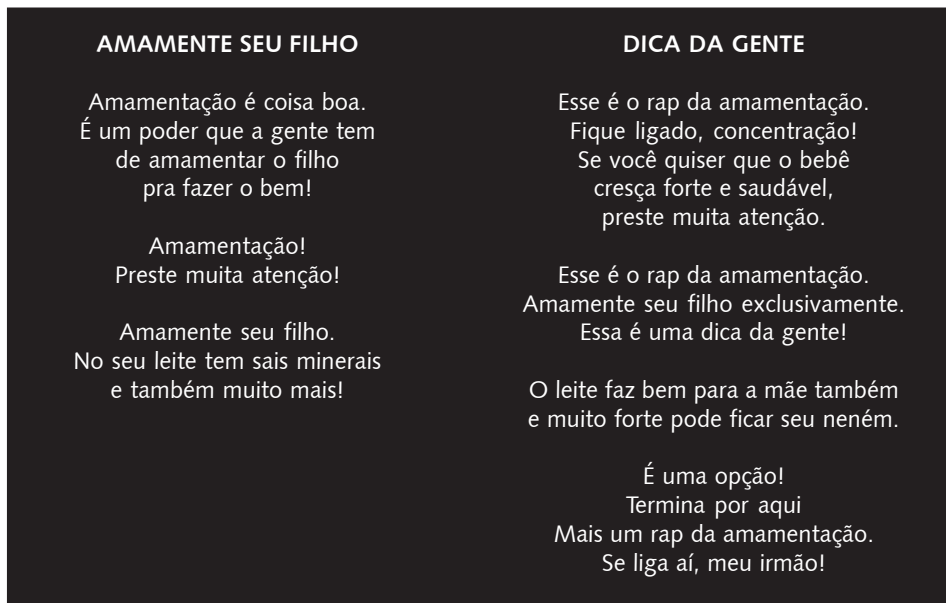 AMAMENTE SEU FILHO
Amamentação é coisa boa.
É um poder que a gente tem
de amamentar o filho
pra fazer o bem!
Amamentação!
Preste muita atenção!
Amamente seu filho.
No seu leite tem sais minerais
e também muito mais!
DICA DA GENTE
Esse é o rap da amamentação.
Fique ligado, concentração!
Se você quiser que o bebê
cresça forte e saudável,
preste muita atenção.
Esse é o rap da amamentação.
Amamente seu filho exclusivamente.
Essa é uma dica da gente!
O leite faz bem para a mãe também
e muito forte pode ficar seu neném.
É uma opção!
Termina por aqui
Mais um rap da amamentação.
Se liga aí, meu irmão!